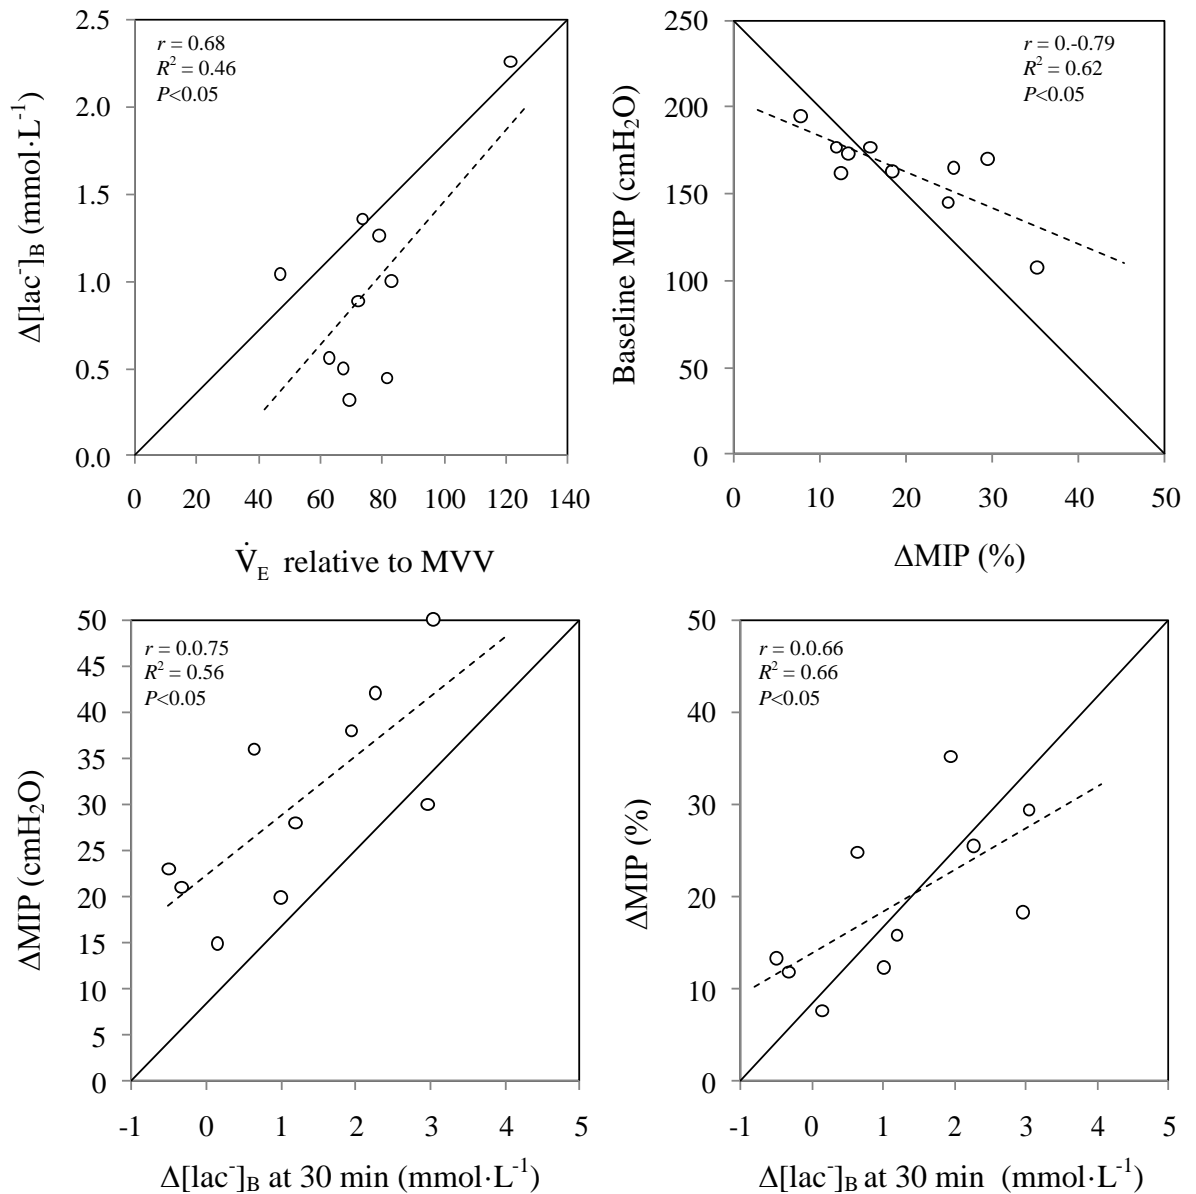 r = 0.68
R² = 0.46
P<0.05
Δ[lac⁻]B (mmol·L⁻¹)
2.5
2.0
1.5
1.0
0.5
0.0
0 20 40 60 80 100 120 140
V̇E relative to MVV
r = 0.-0.79
R² = 0.62
P<0.05
Baseline MIP (cmH₂O)
250
200
150
100
50
0
0 10 20 30 40 50
ΔMIP (%)
r = 0.0.75
R² = 0.56
P<0.05
ΔMIP (cmH₂O)
50
45
40
35
30
25
20
15
10
5
0
-1 0 1 2 3 4 5
Δ[lac⁻]B at 30 min (mmol·L⁻¹)
r = 0.0.66
R² = 0.66
P<0.05
ΔMIP (%)
50
40
30
20
10
0
-1 0 1 2 3 4 5
Δ[lac⁻]B at 30 min (mmol·L⁻¹)